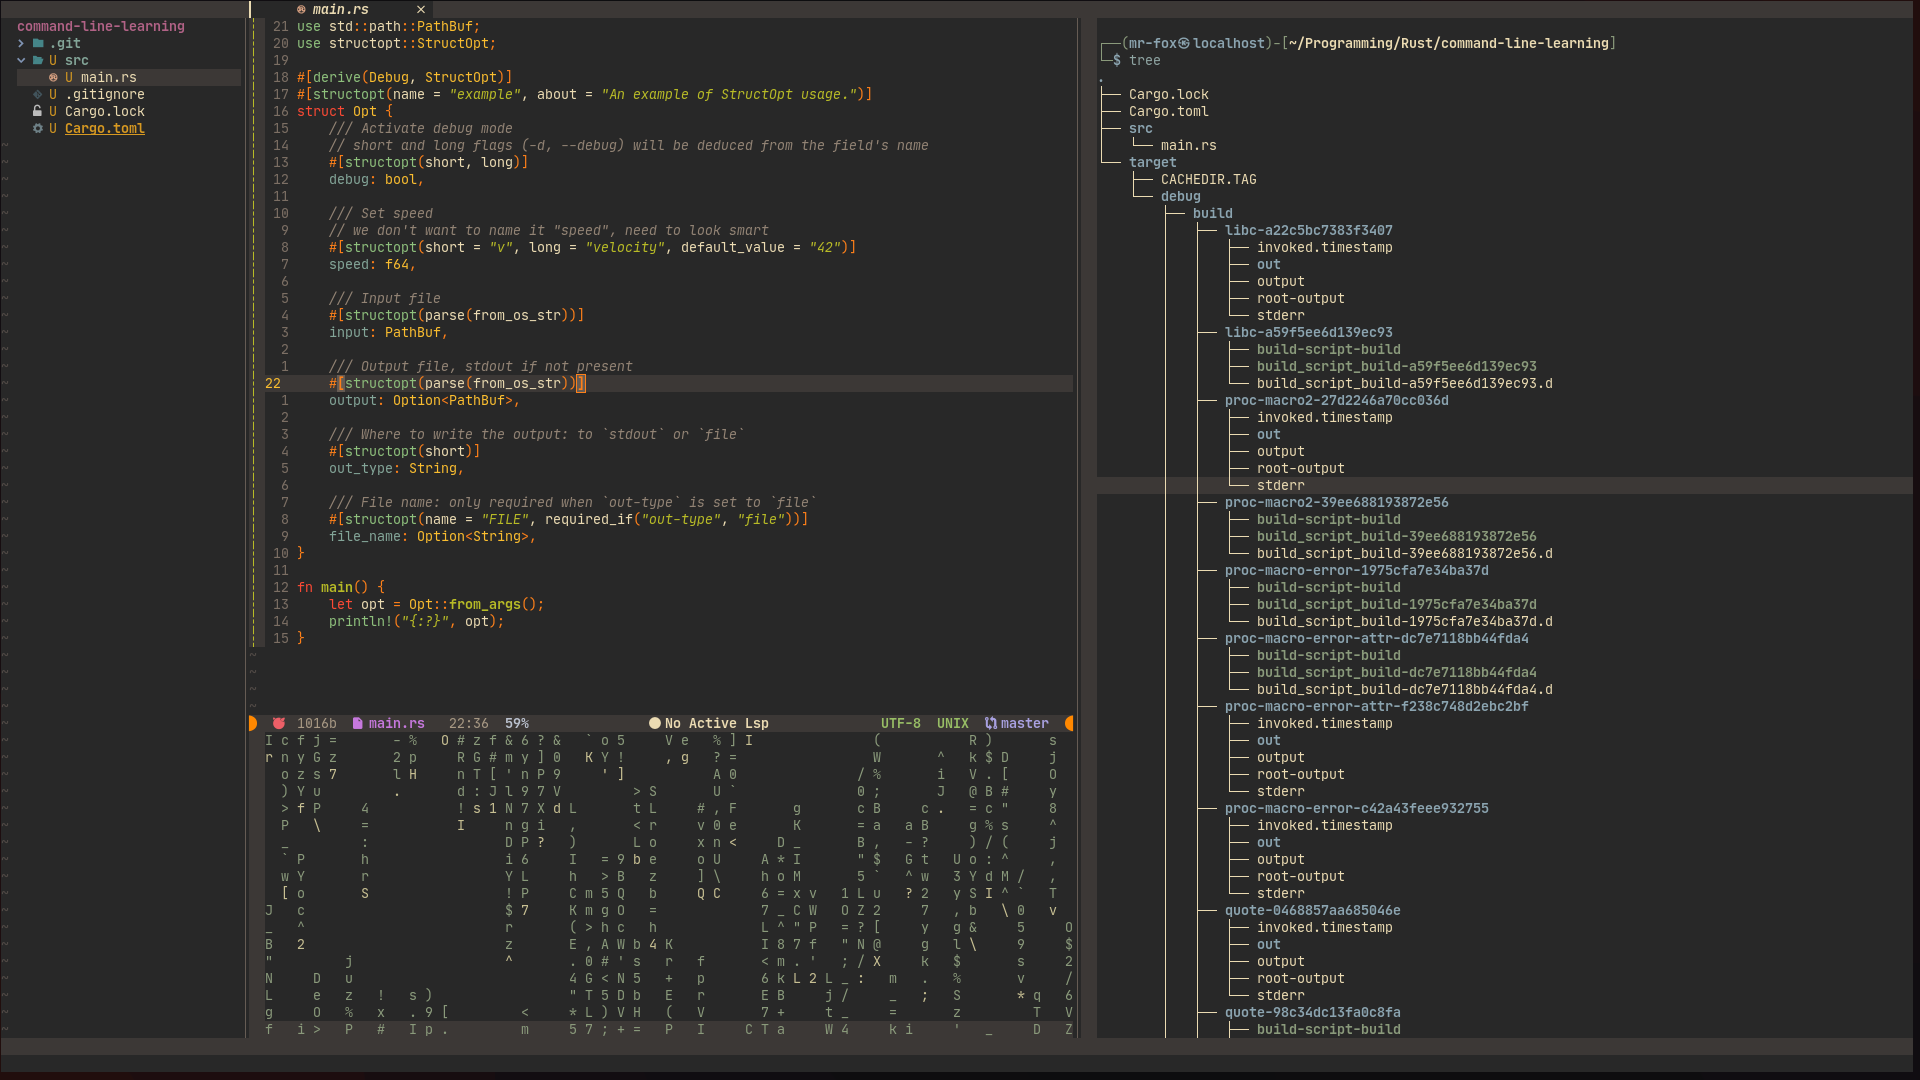 main.rs ×
command-line-learning
.git
U src
U main.rs
U .gitignore
U Cargo.lock
U Cargo.toml
21 use std::path::PathBuf;
20 use structopt::StructOpt;
19
18 #[derive(Debug, StructOpt)]
17 #[structopt(name = "example", about = "An example of StructOpt usage.")]
16 struct Opt {
15 /// Activate debug mode
14 // short and long flags (-d, --debug) will be deduced from the field's name
13 #[structopt(short, long)]
12 debug: bool,
11
10 /// Set speed
9 // we don't want to name it "speed", need to look smart
8 #[structopt(short = "v", long = "velocity", default_value = "42")]
7 speed: f64,
6
5 /// Input file
4 #[structopt(parse(from_os_str))]
3 input: PathBuf,
2
1 /// Output file, stdout if not present
22 #[structopt(parse(from_os_str))]
1 output: Option<PathBuf>,
2
3 /// Where to write the output: to `stdout` or `file`
4 #[structopt(short)]
5 out_type: String,
6
7 /// File name: only required when `out-type` is set to `file`
8 #[structopt(name = "FILE", required_if("out-type", "file"))]
9 file_name: Option<String>,
10 }
11
12 fn main() {
13 let opt = Opt::from_args();
14 println!("{:?}", opt);
15 }
1016b main.rs 22:36 59% No Active Lsp UTF-8 UNIX master
┌──(mr-fox㉿localhost)-[~/Programming/Rust/command-line-learning]
└─$ tree
.
├── Cargo.lock
├── Cargo.toml
├── src
│   └── main.rs
└── target
    ├── CACHEDIR.TAG
    └── debug
        ├── build
        │   ├── libc-a22c5bc7383f3407
        │   │   ├── invoked.timestamp
        │   │   ├── out
        │   │   ├── output
        │   │   ├── root-output
        │   │   └── stderr
        │   ├── libc-a59f5ee6d139ec93
        │   │   ├── build-script-build
        │   │   ├── build_script_build-a59f5ee6d139ec93
        │   │   └── build_script_build-a59f5ee6d139ec93.d
        │   ├── proc-macro2-27d2246a70cc036d
        │   │   ├── invoked.timestamp
        │   │   ├── out
        │   │   ├── output
        │   │   ├── root-output
        │   │   └── stderr
        │   ├── proc-macro2-39ee688193872e56
        │   │   ├── build-script-build
        │   │   ├── build_script_build-39ee688193872e56
        │   │   └── build_script_build-39ee688193872e56.d
        │   ├── proc-macro-error-1975cfa7e34ba37d
        │   │   ├── build-script-build
        │   │   ├── build_script_build-1975cfa7e34ba37d
        │   │   └── build_script_build-1975cfa7e34ba37d.d
        │   ├── proc-macro-error-attr-dc7e7118bb44fda4
        │   │   ├── build-script-build
        │   │   ├── build_script_build-dc7e7118bb44fda4
        │   │   └── build_script_build-dc7e7118bb44fda4.d
        │   ├── proc-macro-error-attr-f238c748d2ebc2bf
        │   │   ├── invoked.timestamp
        │   │   ├── out
        │   │   ├── output
        │   │   ├── root-output
        │   │   └── stderr
        │   ├── proc-macro-error-c42a43feee932755
        │   │   ├── invoked.timestamp
        │   │   ├── out
        │   │   ├── output
        │   │   ├── root-output
        │   │   └── stderr
        │   ├── quote-0468857aa685046e
        │   │   ├── invoked.timestamp
        │   │   ├── out
        │   │   ├── output
        │   │   ├── root-output
        │   │   └── stderr
        │   ├── quote-98c34dc13fa0c8fa
        │   │   ├── build-script-build